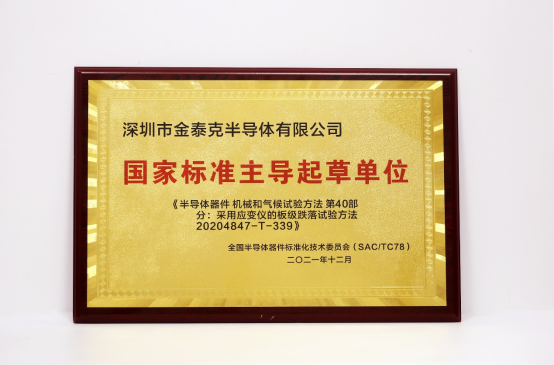 深圳市金泰克半导体有限公司
国家标准主导起草单位
《半导体器件 机械和气候试验方法 第40部
分：采用应变仪的板级跌落试验方法
20204847-T-339》
全国半导体器件标准化技术委员会（SAC/TC78）
二〇二一年十二月